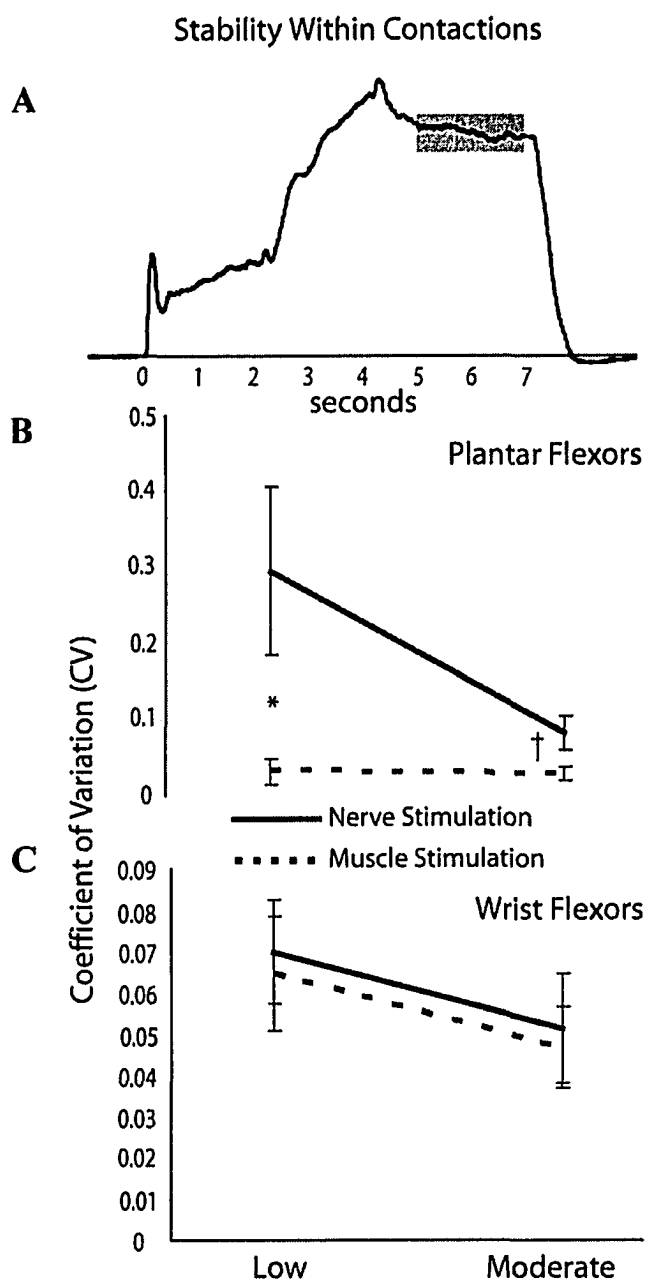 Stability Within Contactions
A
0 1 2 3 4 5 6 7
seconds
B
Plantar Flexors
0.5
0.4
0.3
0.2
*
0.1
†
0
Coefficient of Variation (CV)
Nerve Stimulation
Muscle Stimulation
C
Wrist Flexors
0.09
0.08
0.07
0.06
0.05
0.04
0.03
0.02
0.01
0
Low Moderate